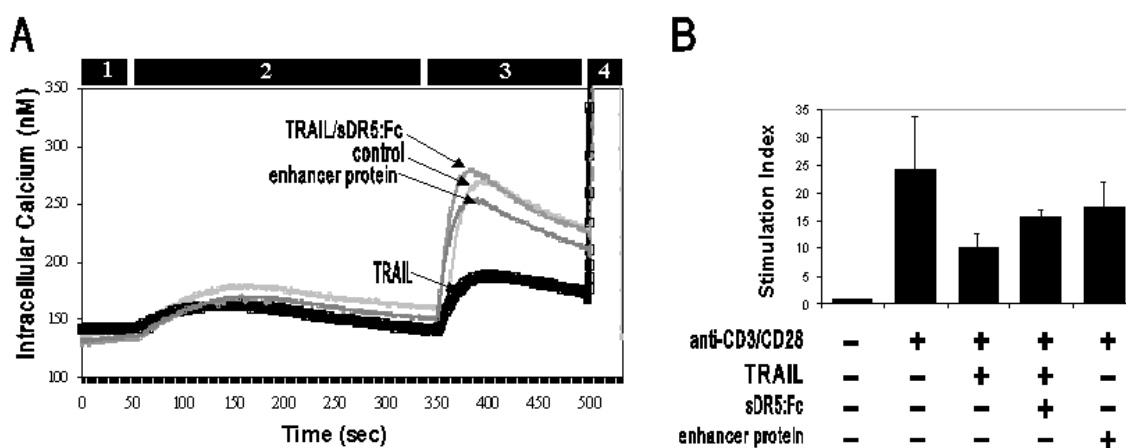 A
1 2 3 4
Intracellular Calcium (nM)
350
300
250
200
150
100
TRAIL/sDR5:Fc
control
enhancer protein
TRAIL
0 50 100 150 200 250 300 350 400 450 500
Time (sec)
B
Stimulation Index
35
30
25
20
15
10
5
0
anti-CD3/CD28 – + + + +
TRAIL – – + + –
sDR5:Fc – – – + –
enhancer protein – – – – +